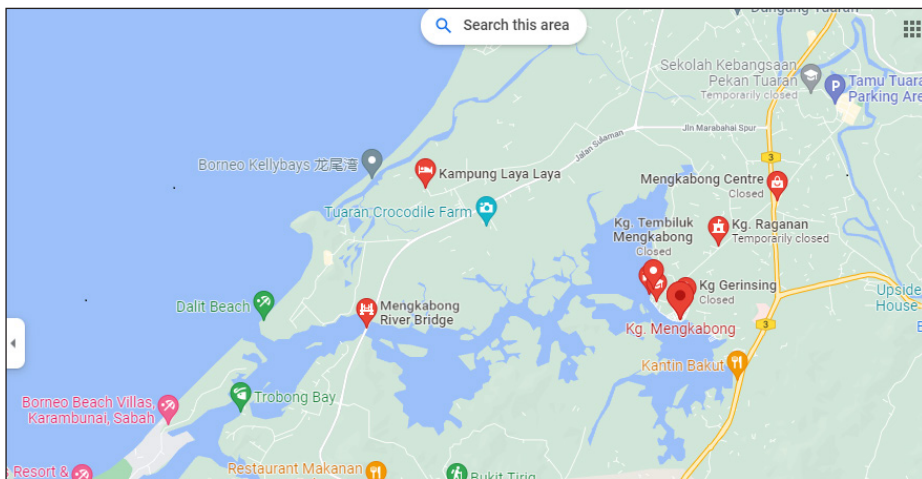 Search this area
Dungang Tuaran
Sekolah Kebangsaan
Pekan Tuaran
Temporarily closed
Tamu Tuara
Parking Area
Jln Marabahai Spur
Jalan Sulaman
3
Borneo Kellybays 龙尾湾
Kampung Laya Laya
Mengkabong Centre
Closed
Tuaran Crocodile Farm
Kg. Tembiluk
Mengkabong
Closed
Kg. Raganan
Temporarily closed
Kg Gerinsing
Closed
Upside
House
Dalit Beach
Mengkabong
River Bridge
Kg. Mengkabong
3
Kantin Bakut
Borneo Beach Villas,
Karambunai, Sabah
Trobong Bay
Resort &
Restaurant Makanan
Bukit Tirig